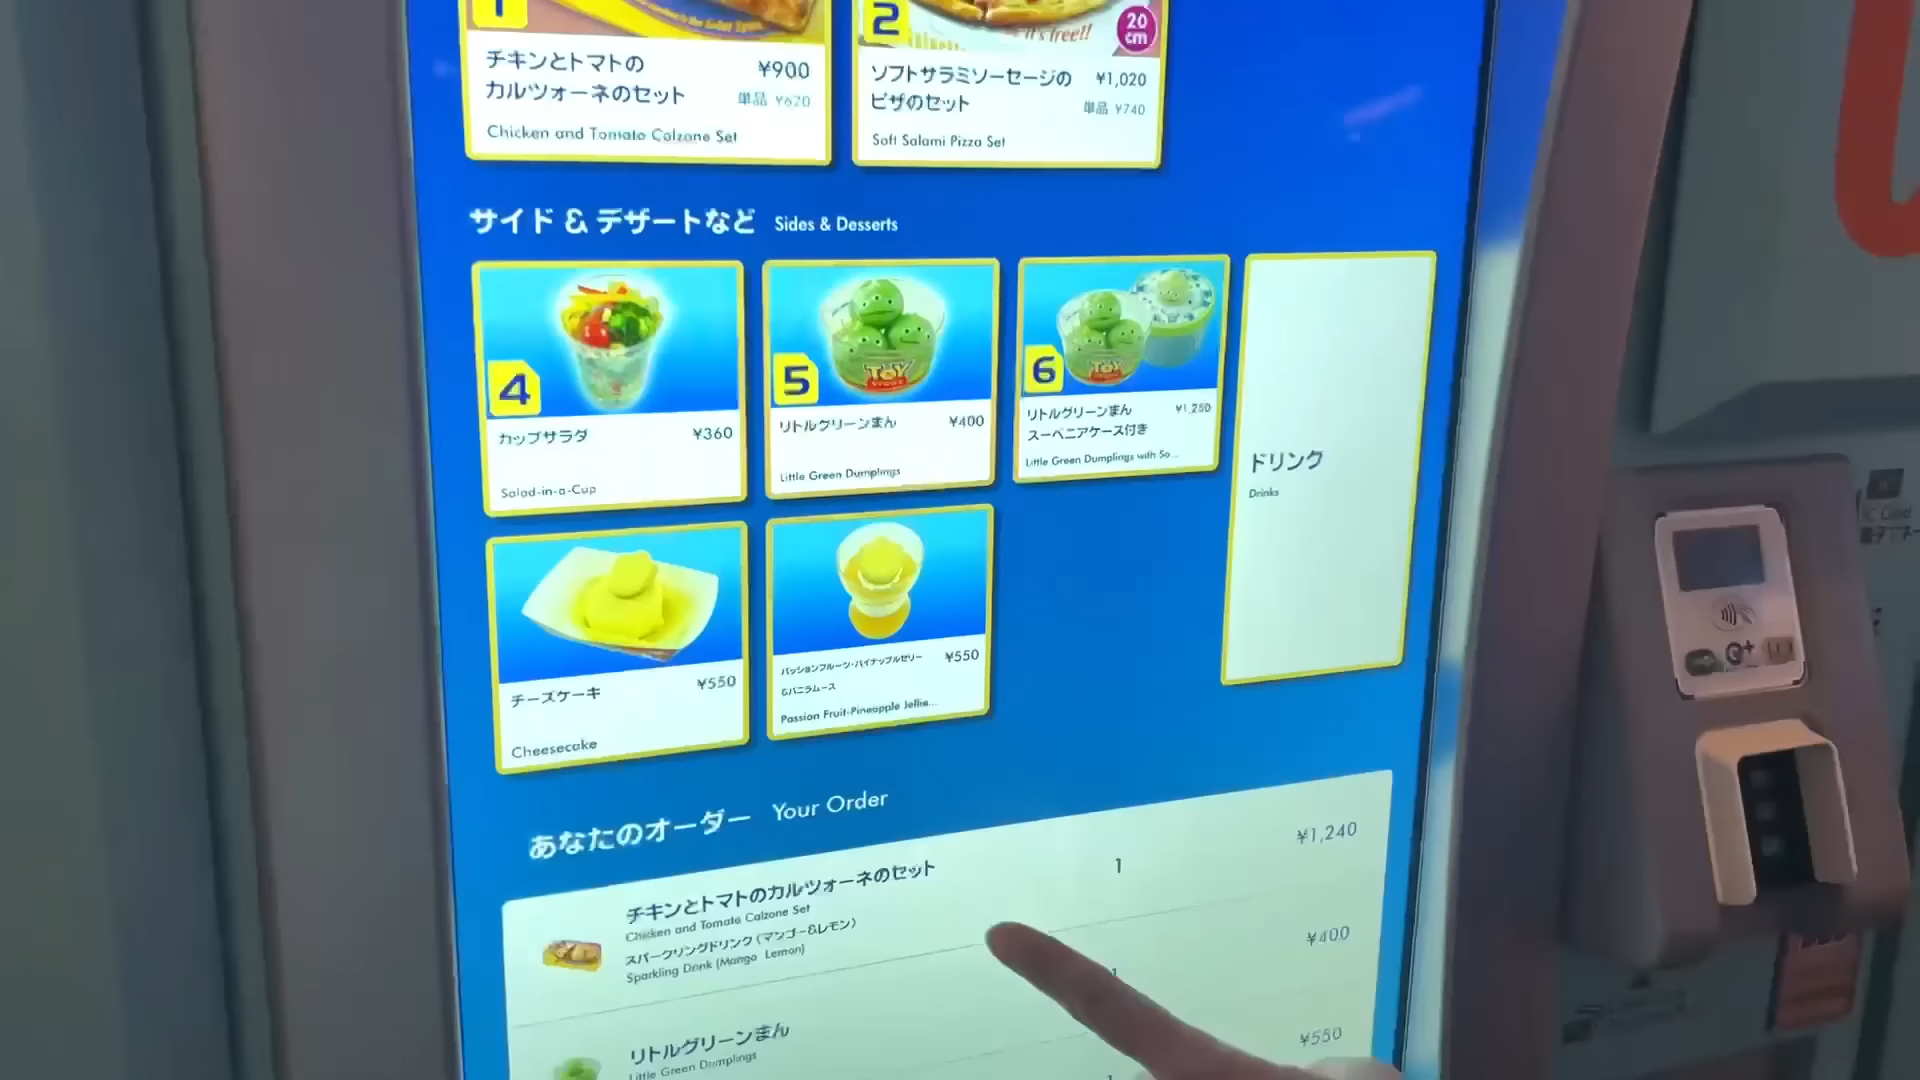 1
チキンとトマトの
カルツォーネのセット
¥900
単品 ¥620
Chicken and Tomato Calzone Set
2
it's free!!
20
cm
ソフトサラミソーセージの
ピザのセット
¥1,020
単品 ¥740
Soft Salami Pizza Set
サイド & デザートなど Sides & Desserts
4
カップサラダ ¥360
Salad-in-a-Cup
TOY
5
リトルグリーンまん ¥400
Little Green Dumplings
TOY
6
リトルグリーンまん ¥1,250
スーベニアケース付き
Little Green Dumplings with So...
ドリンク
Drinks
チーズケーキ ¥550
Cheesecake
パッションフルーツ・パイナップルゼリー ¥550
&バニラムース
Passion Fruit-Pineapple Jellie...
あなたのオーダー Your Order
チキンとトマトのカルツォーネのセット 1 ¥1,240
Chicken and Tomato Calzone Set
スパークリングドリンク (マンゴー&レモン)
Sparkling Drink (Mango Lemon)
リトルグリーンまん 1 ¥400
Little Green Dumplings
¥550